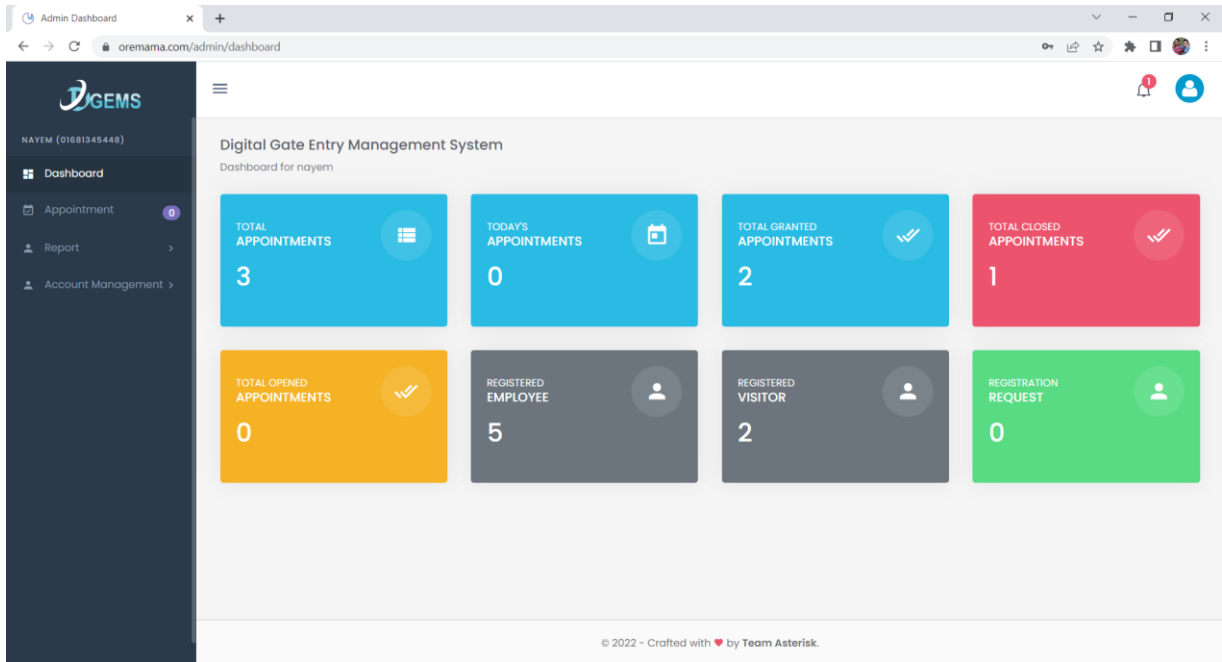 Admin Dashboard
oremama.com/admin/dashboard
DGEMS
1
NAYEM (01681345448)
Dashboard
Appointment 0
Report
Account Management
Digital Gate Entry Management System
Dashboard for nayem
TOTAL
APPOINTMENTS
3
TODAY'S
APPOINTMENTS
0
TOTAL GRANTED
APPOINTMENTS
2
TOTAL CLOSED
APPOINTMENTS
1
TOTAL OPENED
APPOINTMENTS
0
REGISTERED
EMPLOYEE
5
REGISTERED
VISITOR
2
REGISTRATION
REQUEST
0
© 2022 - Crafted with ♥ by Team Asterisk.